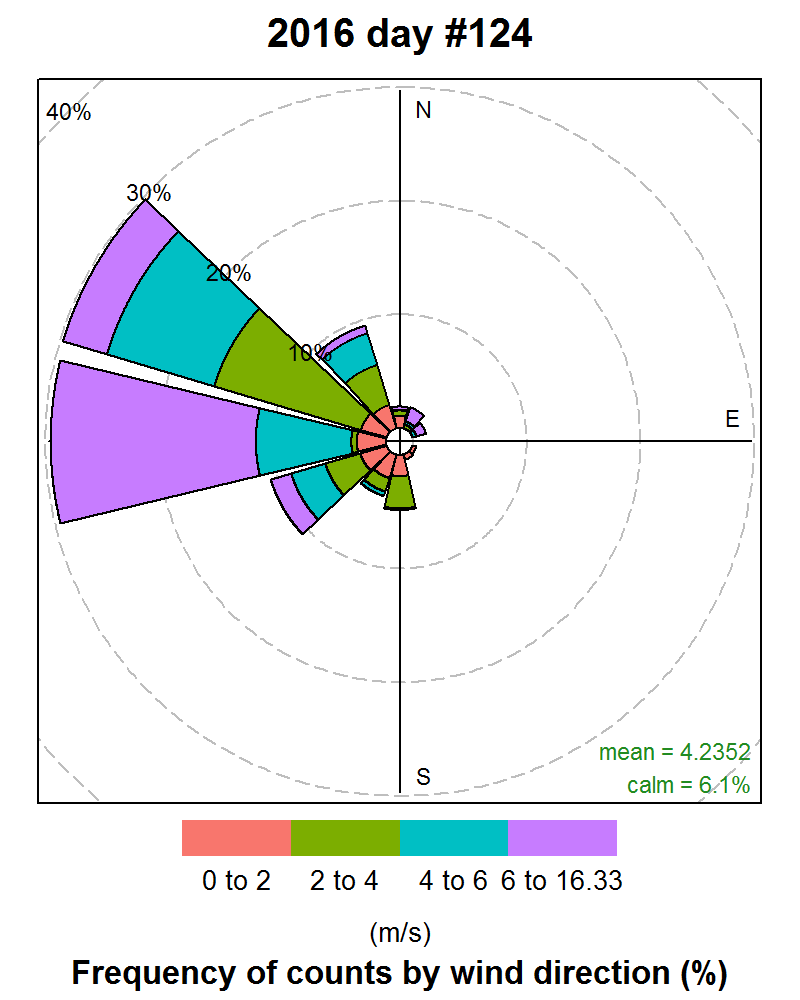 2016 day #124
40%
N
30%
20%
10%
E
S
mean = 4.2352
calm = 6.1%
0 to 2 2 to 4 4 to 6 6 to 16.33
(m/s)
Frequency of counts by wind direction (%)